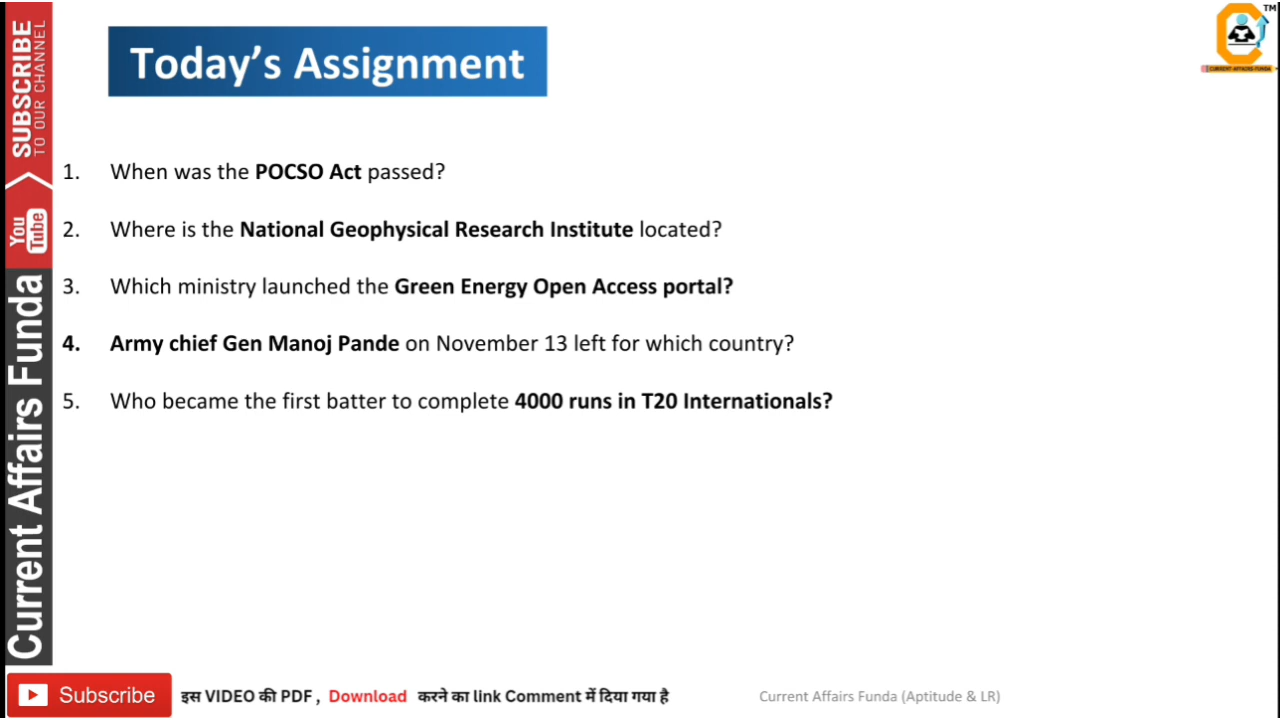 Today's Assignment
1. When was the POCSO Act passed?
2. Where is the National Geophysical Research Institute located?
3. Which ministry launched the Green Energy Open Access portal?
4. Army chief Gen Manoj Pande on November 13 left for which country?
5. Who became the first batter to complete 4000 runs in T20 Internationals?
SUBSCRIBE
TO OUR CHANNEL
You Tube
Current Affairs Funda
TM
CURRENT AFFAIRS FUNDA
Subscribe
इस VIDEO की PDF , Download करने का link Comment में दिया गया है
Current Affairs Funda (Aptitude & LR)